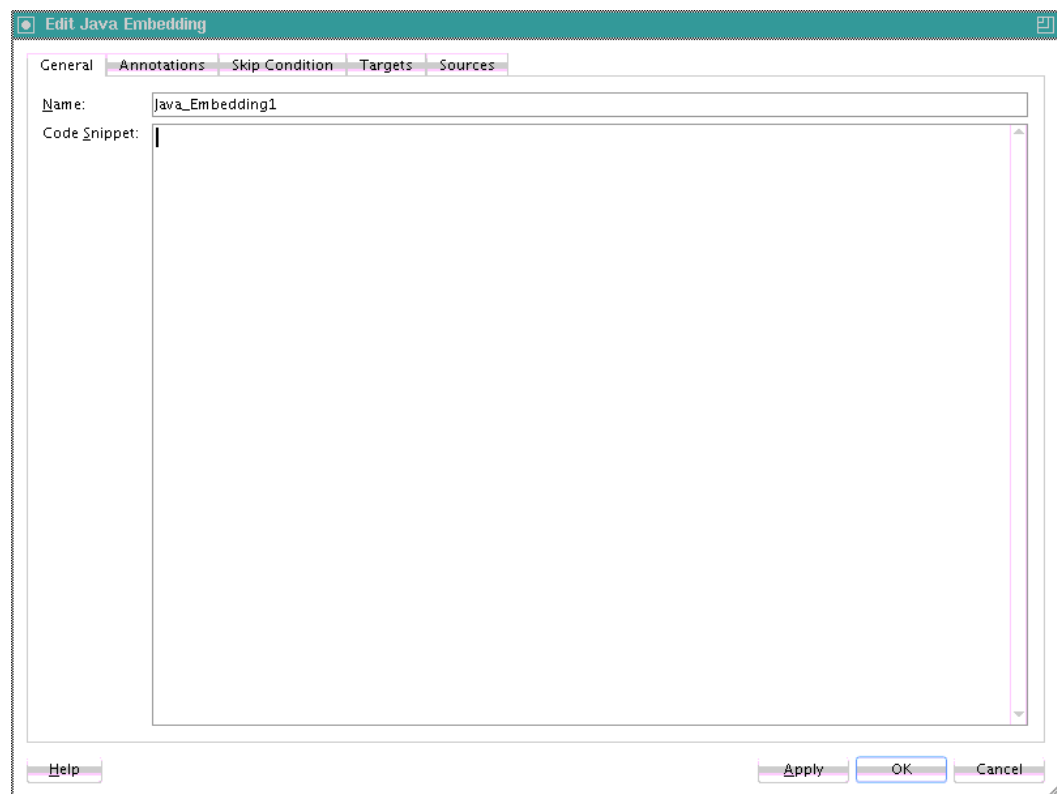 Edit Java Embedding
General Annotations Skip Condition Targets Sources
Name: Java_Embedding1
Code Snippet:
Help Apply OK Cancel